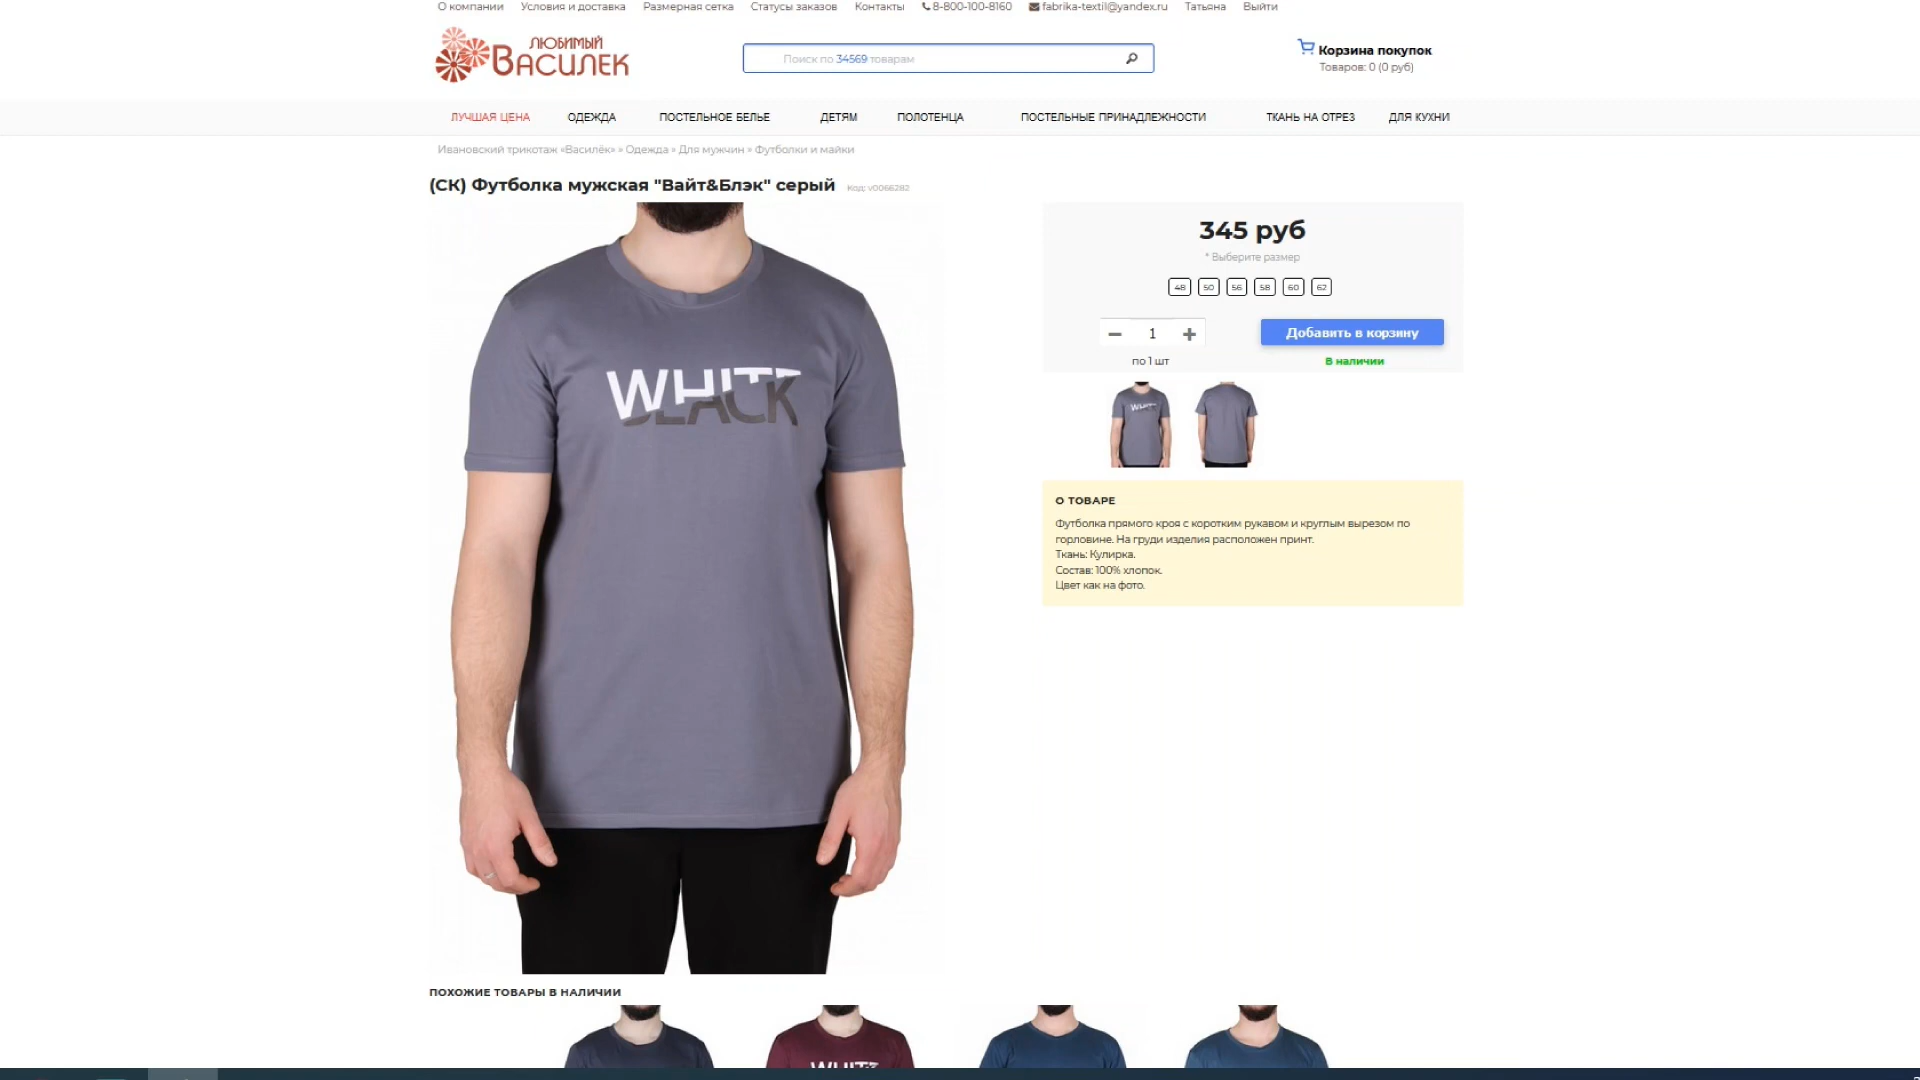 О компании Условия и доставка Размерная сетка Статусы заказов Контакты 8-800-100-8160 fabrika-textil@yandex.ru Татьяна Выйти
ЛЮБИМЫЙ
ВАСИЛЕК
Поиск по 34569 товарам
Корзина покупок
Товаров: 0 (0 руб)
ЛУЧШАЯ ЦЕНА ОДЕЖДА ПОСТЕЛЬНОЕ БЕЛЬЕ ДЕТЯМ ПОЛОТЕНЦА ПОСТЕЛЬНЫЕ ПРИНАДЛЕЖНОСТИ ТКАНЬ НА ОТРЕЗ ДЛЯ КУХНИ
Ивановский трикотаж «Василёк» » Одежда » Для мужчин » Футболки и майки
(СК) Футболка мужская "Вайт&Блэк" серый Код: v0066282
345 руб
* Выберите размер
48 50 56 58 60 62
− 1 +
Добавить в корзину
по 1 шт
В наличии
WHITE
BLACK
О ТОВАРЕ
Футболка прямого кроя с коротким рукавом и круглым вырезом по
горловине. На груди изделия расположен принт.
Ткань: Кулирка.
Состав: 100% хлопок.
Цвет как на фото.
ПОХОЖИЕ ТОВАРЫ В НАЛИЧИИ
WHITE